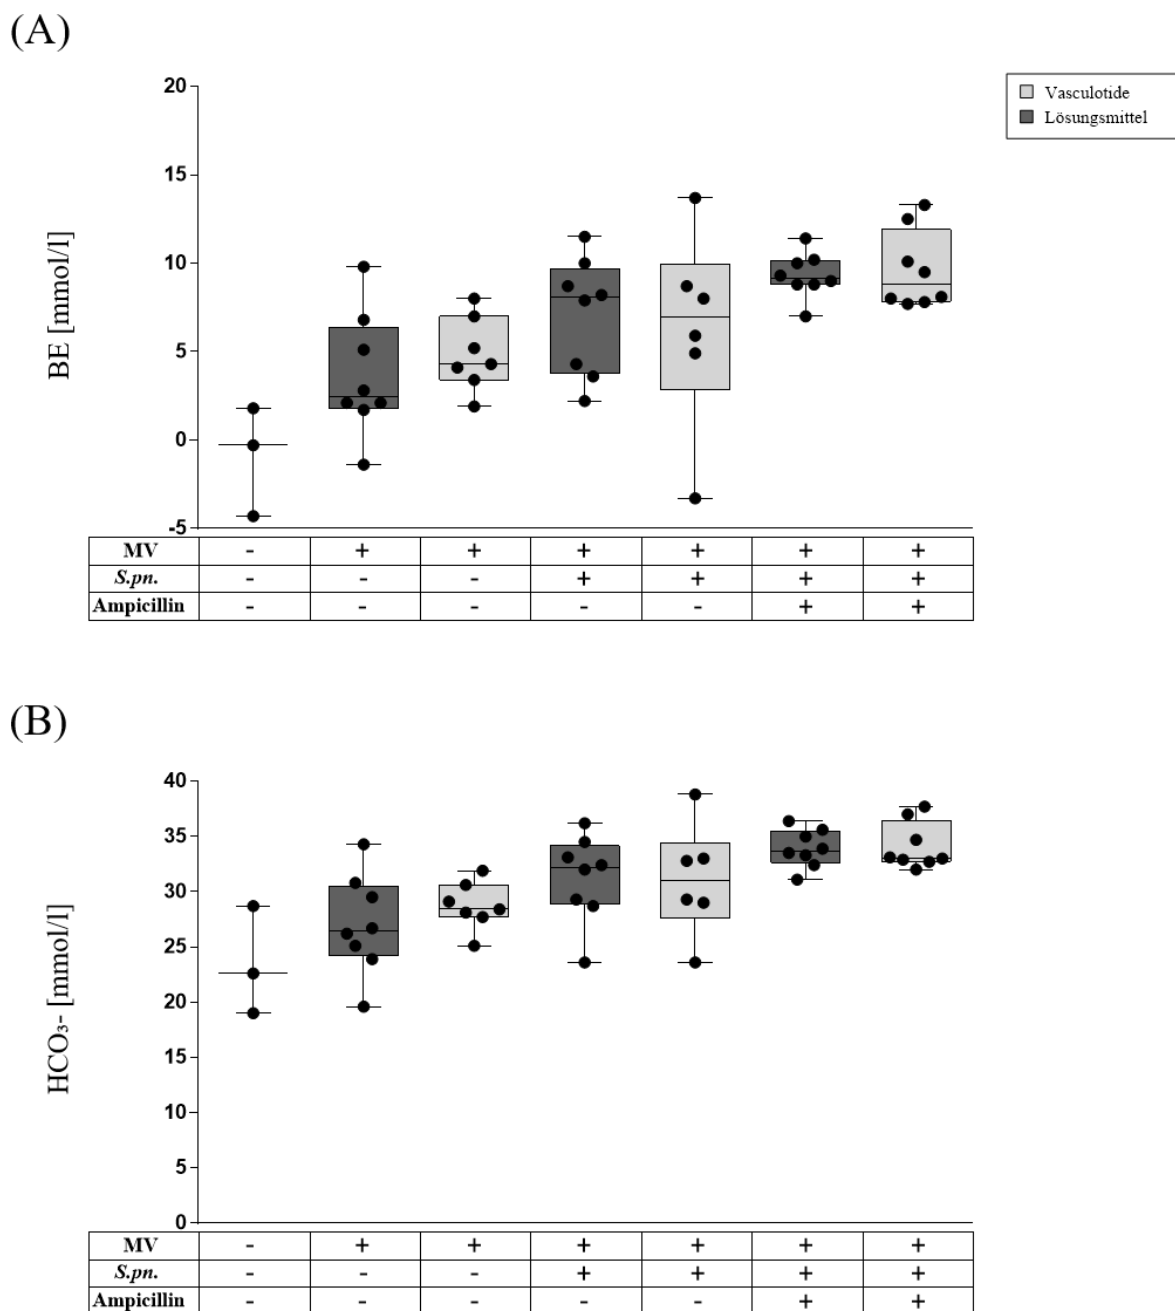 (A)
20
15
10
5
0
-5
BE [mmol/l]
Vasculotide
Lösungsmittel
MV - + + + + + +
S.pn. - - - + + + +
Ampicillin - - - - - + +
(B)
40
35
30
25
20
15
10
5
0
HCO₃- [mmol/l]
MV - + + + + + +
S.pn. - - - + + + +
Ampicillin - - - - - + +